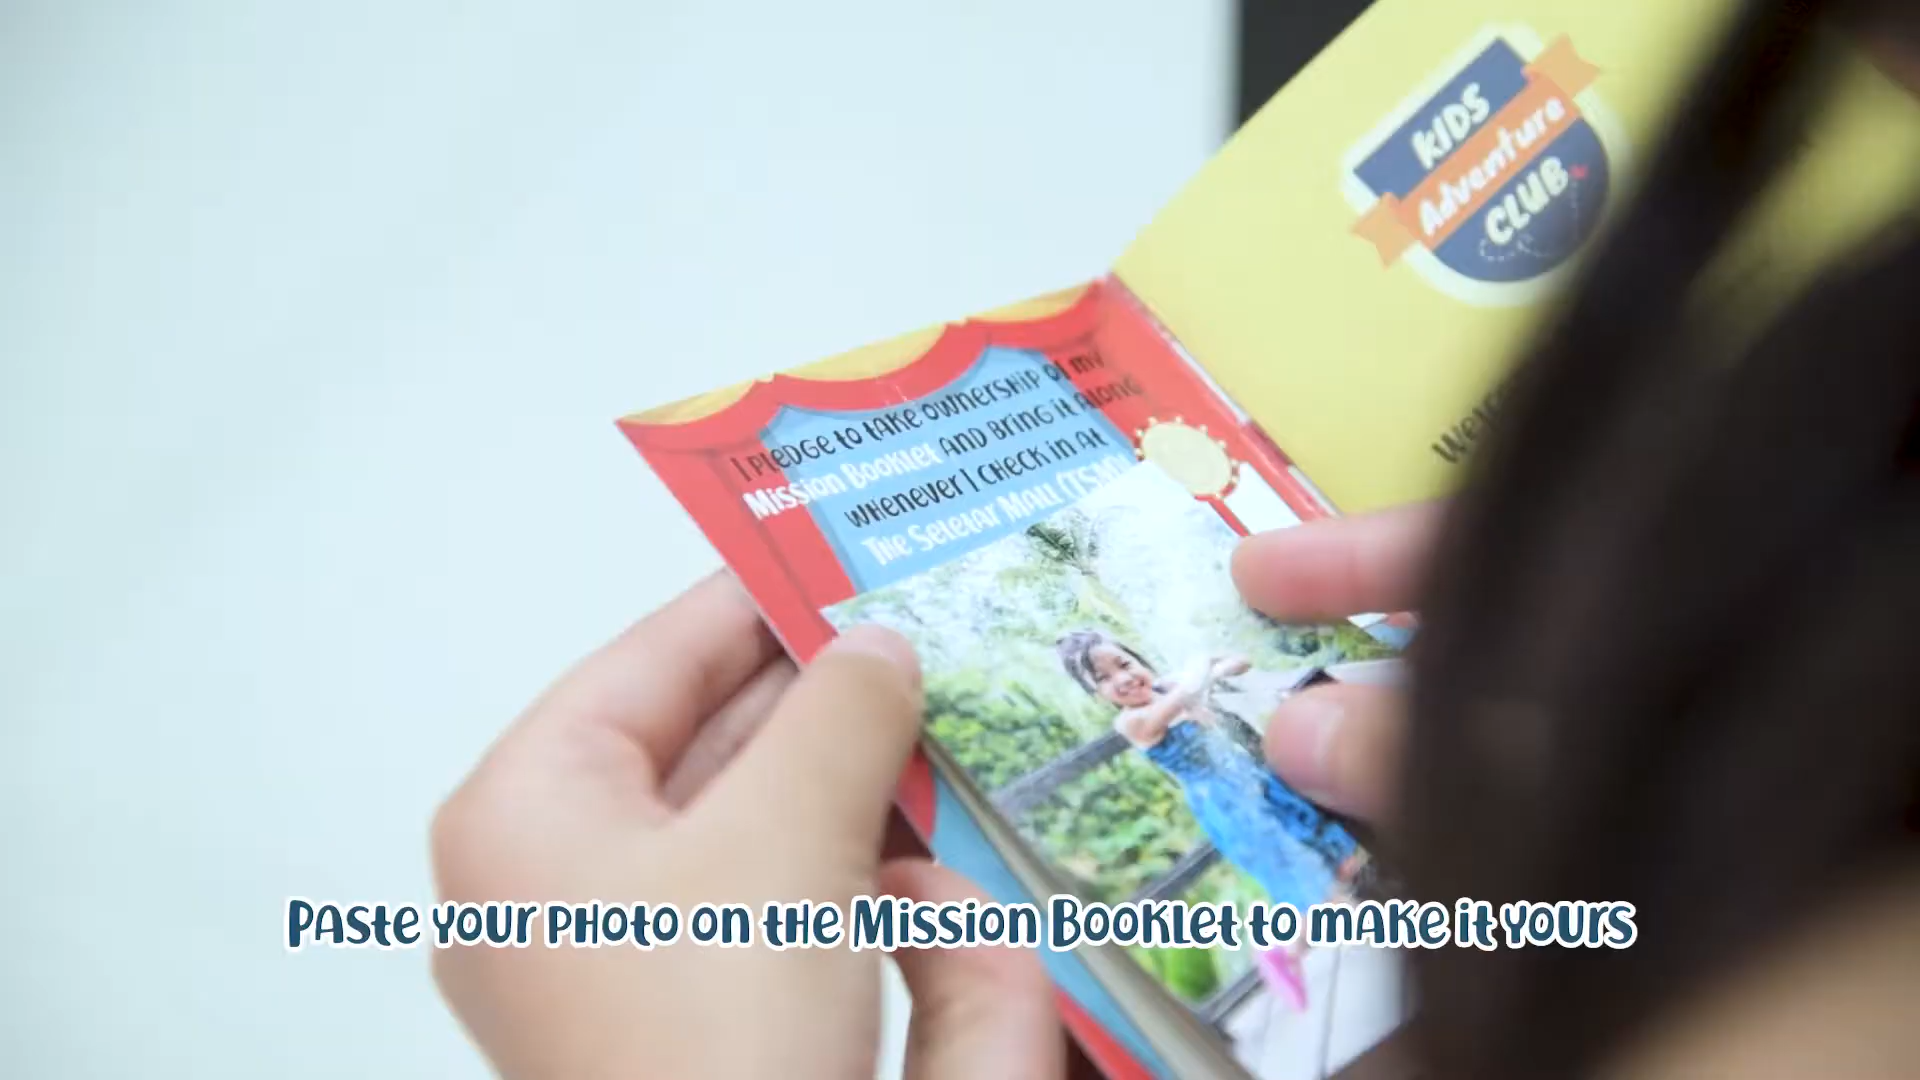 KIDS
Adventure
CLUB
I pledge to take ownership of my
Mission Booklet and bring it along
whenever I check in at
The Seletar Mall (TSM)
Paste your photo on the Mission Booklet to make it yours